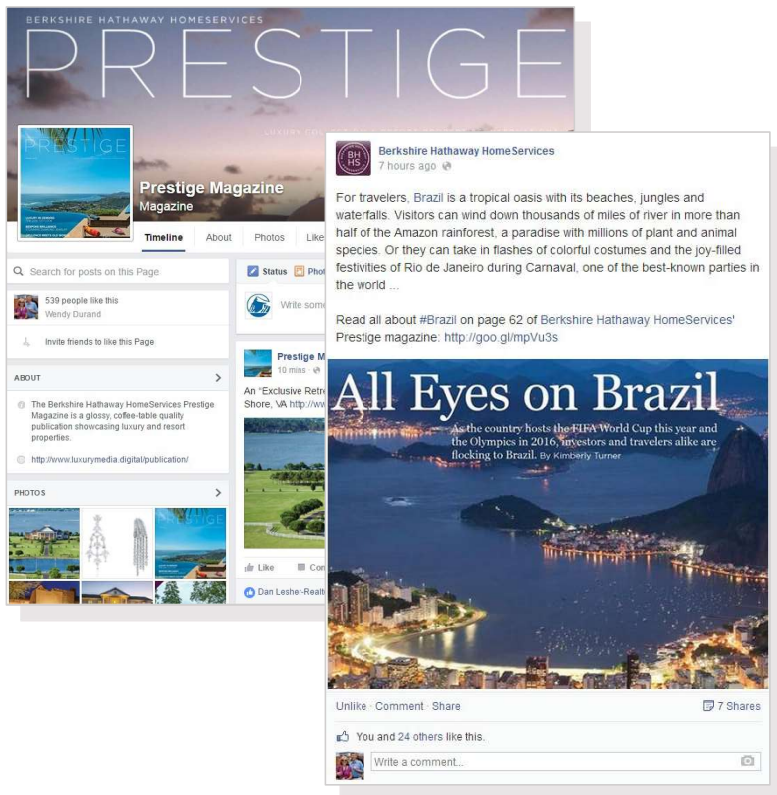 BERKSHIRE HATHAWAY HOMESERVICES
PRESTIGE
PRESTIGE
Prestige Magazine
Magazine
Timeline About Photos Like
Search for posts on this Page
539 people like this
Wendy Durand
Invite friends to like this Page
ABOUT
The Berkshire Hathaway HomeServices Prestige
Magazine is a glossy, coffee-table quality
publication showcasing luxury and resort
properties.
http://www.luxurymedia.digital/publication/
PHOTOS
PRESTIGE
Status Phot
Write som
Prestige M
10 mins
An "Exclusive Retr
Shore, VA http://ww
Like Con
Dan Leshe-Realt
BH
HS
Berkshire Hathaway HomeServices
7 hours ago
For travelers, Brazil is a tropical oasis with its beaches, jungles and
waterfalls. Visitors can wind down thousands of miles of river in more than
half of the Amazon rainforest, a paradise with millions of plant and animal
species. Or they can take in flashes of colorful costumes and the joy-filled
festivities of Rio de Janeiro during Carnaval, one of the best-known parties in
the world ...
Read all about #Brazil on page 62 of Berkshire Hathaway HomeServices'
Prestige magazine: http://goo.gl/mpVu3s
All Eyes on Brazil
As the country hosts the FIFA World Cup this year and
the Olympics in 2016, investors and travelers alike are
flocking to Brazil. By Kimberly Turner
Unlike · Comment · Share 7 Shares
You and 24 others like this.
Write a comment...